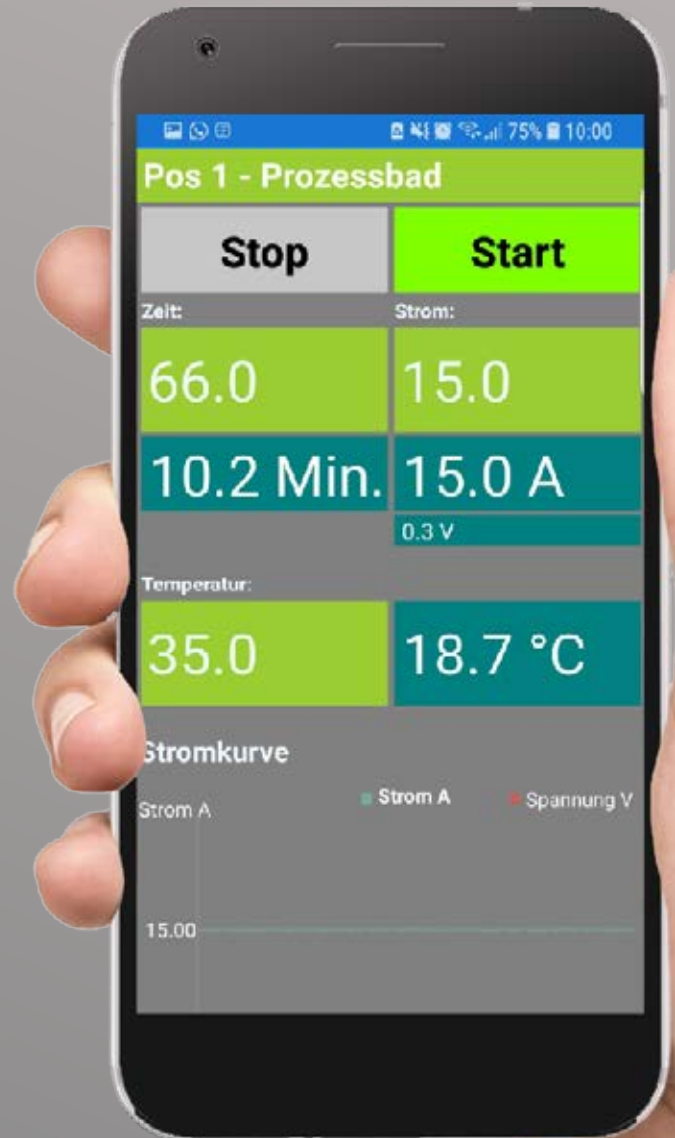 75% 10:00
Pos 1 - Prozessbad
Stop Start
Zeit: Strom:
66.0 15.0
10.2 Min. 15.0 A
0.3 V
Temperatur:
35.0 18.7 °C
Stromkurve
Strom A Strom A Spannung V
15.00